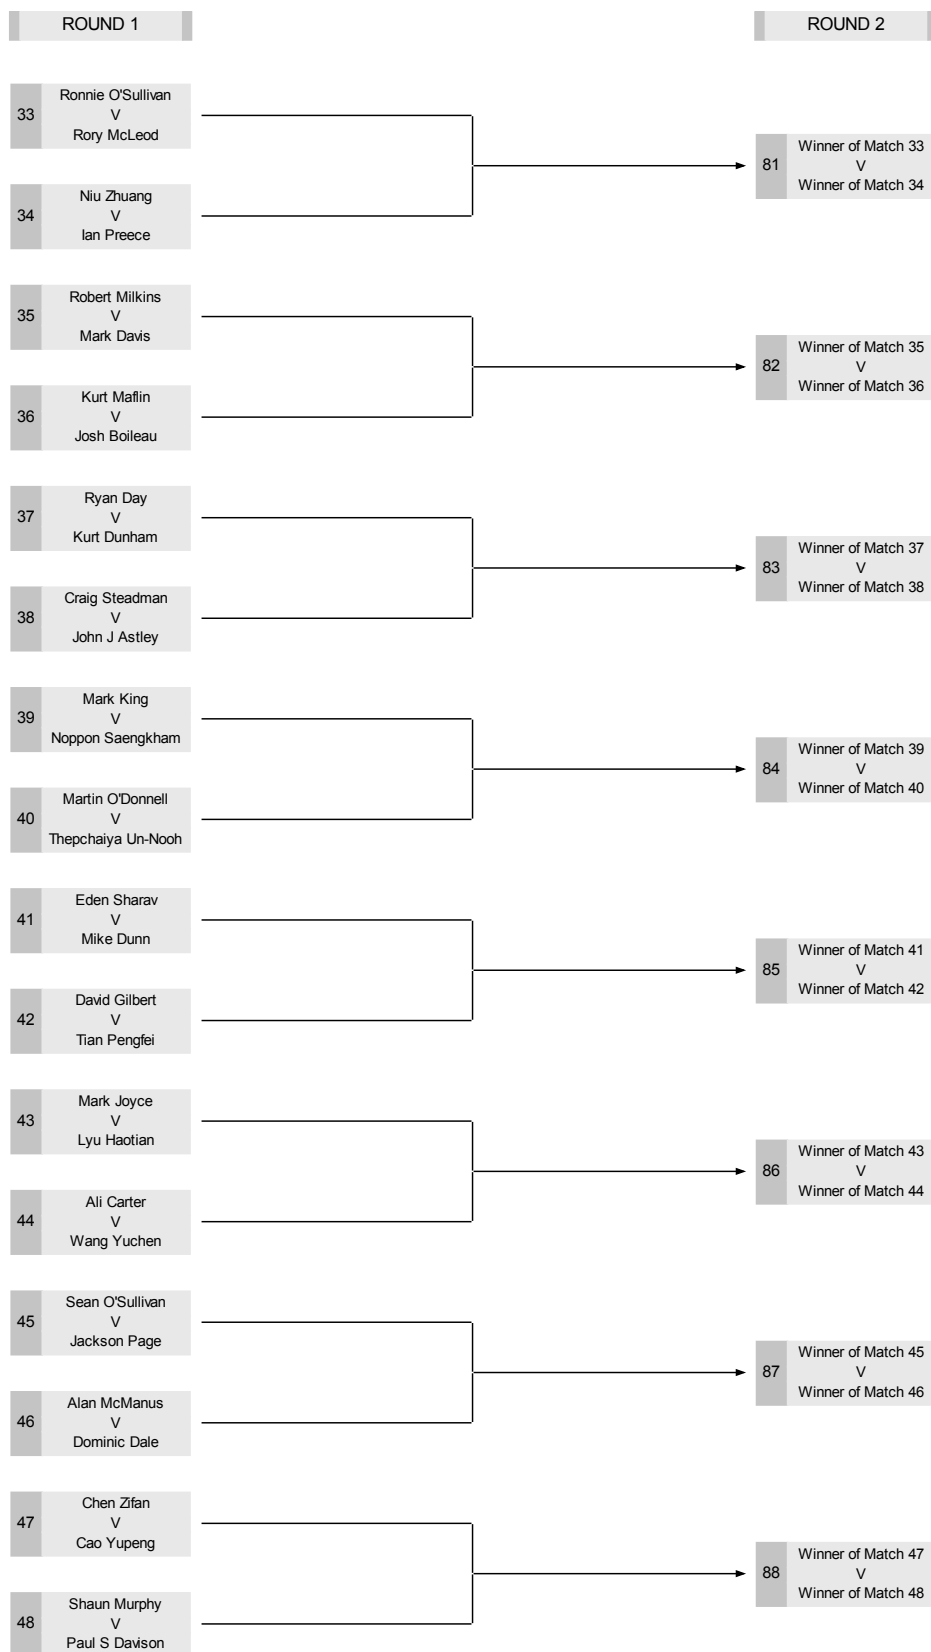 ROUND 1
ROUND 2
33
Ronnie O'Sullivan
V
Rory McLeod
34
Niu Zhuang
V
Ian Preece
81
Winner of Match 33
V
Winner of Match 34
35
Robert Milkins
V
Mark Davis
36
Kurt Maflin
V
Josh Boileau
82
Winner of Match 35
V
Winner of Match 36
37
Ryan Day
V
Kurt Dunham
38
Craig Steadman
V
John J Astley
83
Winner of Match 37
V
Winner of Match 38
39
Mark King
V
Noppon Saengkham
40
Martin O'Donnell
V
Thepchaiya Un-Nooh
84
Winner of Match 39
V
Winner of Match 40
41
Eden Sharav
V
Mike Dunn
42
David Gilbert
V
Tian Pengfei
85
Winner of Match 41
V
Winner of Match 42
43
Mark Joyce
V
Lyu Haotian
44
Ali Carter
V
Wang Yuchen
86
Winner of Match 43
V
Winner of Match 44
45
Sean O'Sullivan
V
Jackson Page
46
Alan McManus
V
Dominic Dale
87
Winner of Match 45
V
Winner of Match 46
47
Chen Zifan
V
Cao Yupeng
48
Shaun Murphy
V
Paul S Davison
88
Winner of Match 47
V
Winner of Match 48